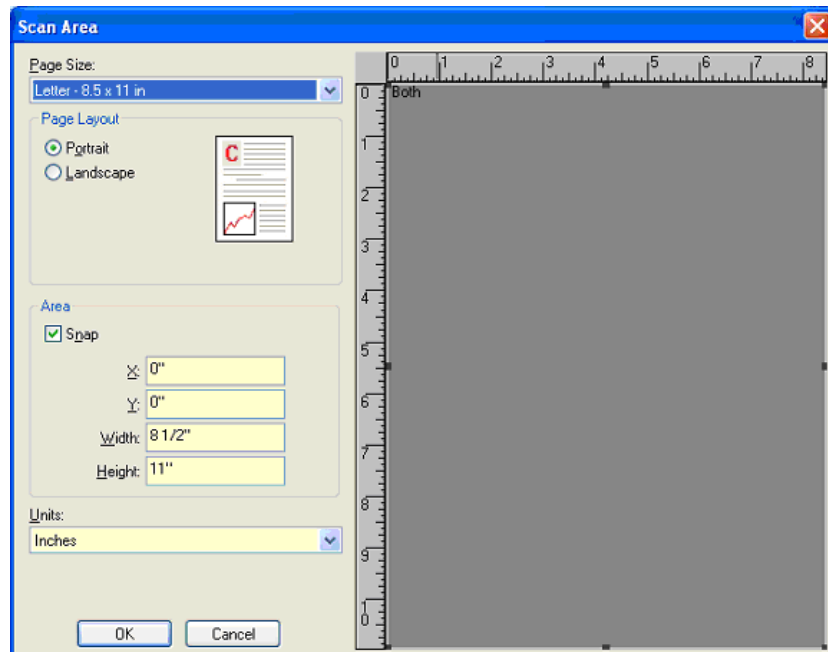 Scan Area
Page Size:
Letter - 8.5 x 11 in
Page Layout
Portrait
Landscape
C
Area
Snap
X: 0"
Y: 0"
Width: 8 1/2"
Height: 11"
Units:
Inches
OK Cancel
0 1 2 3 4 5 6 7 8
Both
0
1
2
3
4
5
6
7
8
9
10